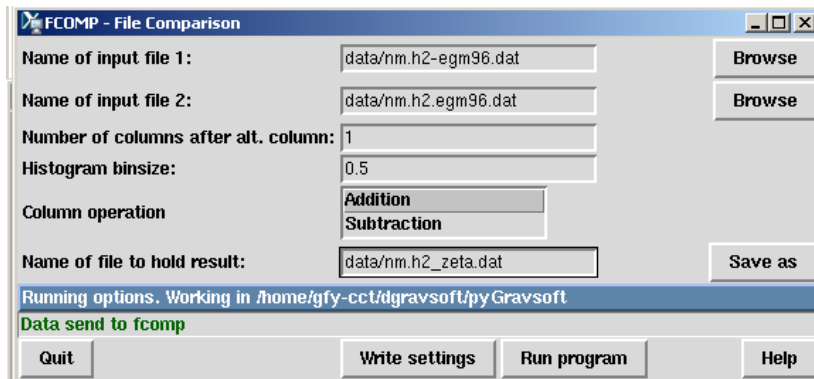 FCOMP - File Comparison
Name of input file 1: data/nm.h2-egm96.dat Browse
Name of input file 2: data/nm.h2.egm96.dat Browse
Number of columns after alt. column: 1
Histogram binsize: 0.5
Column operation Addition
Subtraction
Name of file to hold result: data/nm.h2_zeta.dat Save as
Running options. Working in /home/gfy-cct/dgravsoft/pyGravsoft
Data send to fcomp
Quit Write settings Run program Help